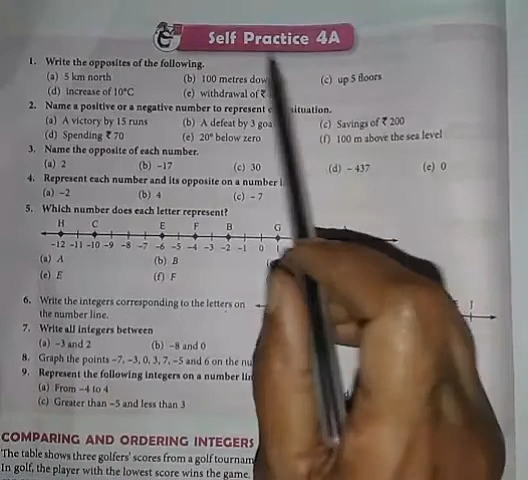 Self Practice 4A
1. Write the opposites of the following.
(a) 5 km north (b) 100 metres (c) up 5 floors
(d) increase of 10°C (e) withdrawal of ₹
2. Name a positive or a negative number to represent situation.
(a) A victory by 15 runs (b) A defeat by 3 (c) Savings of ₹ 200
(d) Spending ₹ 70 (e) 20° below zero (f) 100 m above the sea level
3. Name the opposite of each number.
(a) 2 (b) -17 (c) 30 (d) - 437 (e) 0
4. Represent each number and its opposite on a number
(a) -2 (b) 4 (c) - 7
5. Which number does each letter represent?
H C E F B G
-12 -11 -10 -9 -8 -7 -6 -5 -4 -3 -2 -1 0
(a) A (b) B
(e) E (f) F
6. Write the integers corresponding to the letters on
the number line.
7. Write all integers between
(a) -3 and 2 (b) -8 and 0
8. Graph the points -7, -3, 0, 3, 7, -5 and 6 on the
9. Represent the following integers on a number
(a) From -4 to 4
(c) Greater than -5 and less than 3
COMPARING AND ORDERING INTEGERS
The table shows three golfers' scores from a golf
In golf, the player with the lowest score wins the game.